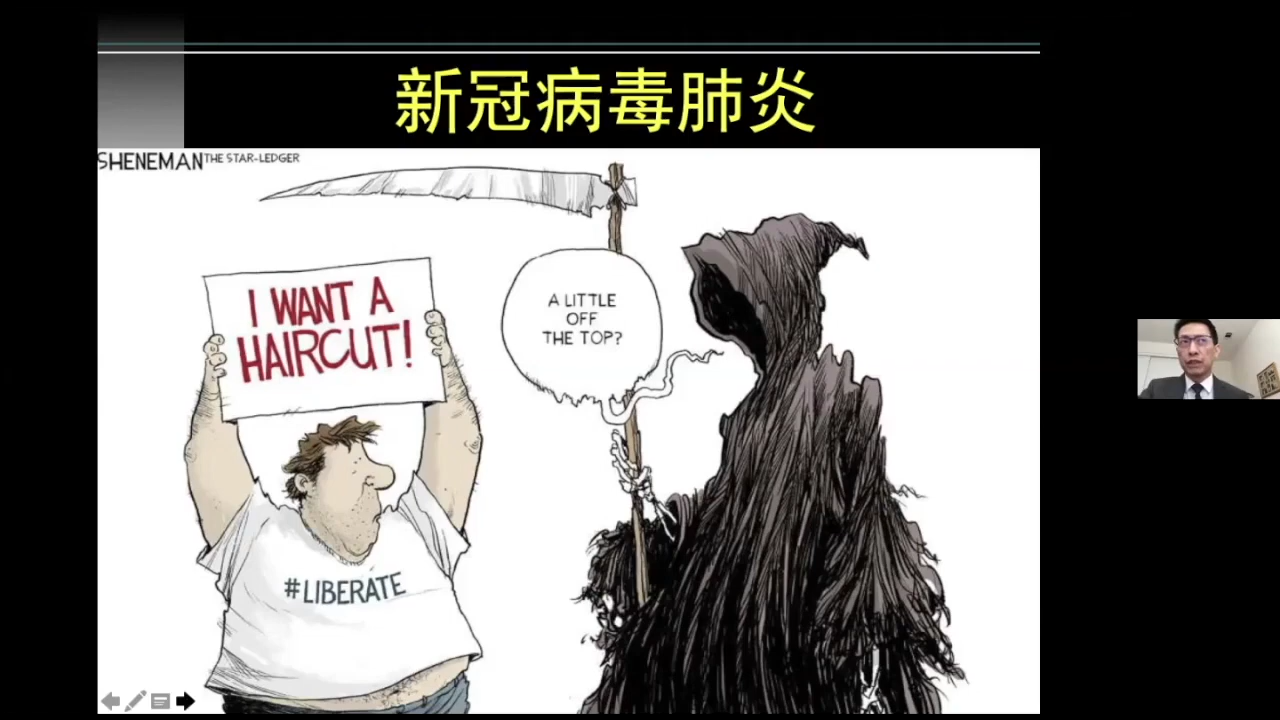 新冠病毒肺炎
SHENEMAN THE STAR-LEDGER
I WANT A
HAIRCUT!
A LITTLE
OFF
THE TOP?
#LIBERATE